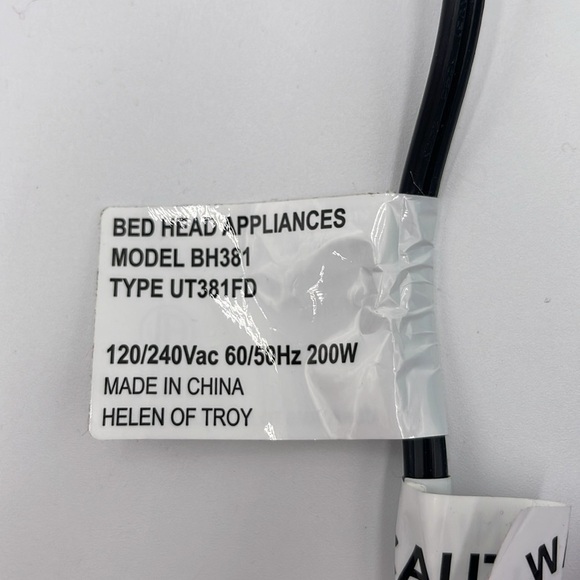 BED HEAD APPLIANCES
MODEL BH381
TYPE UT381FD
120/240Vac 60/50Hz 200W
MADE IN CHINA
HELEN OF TROY